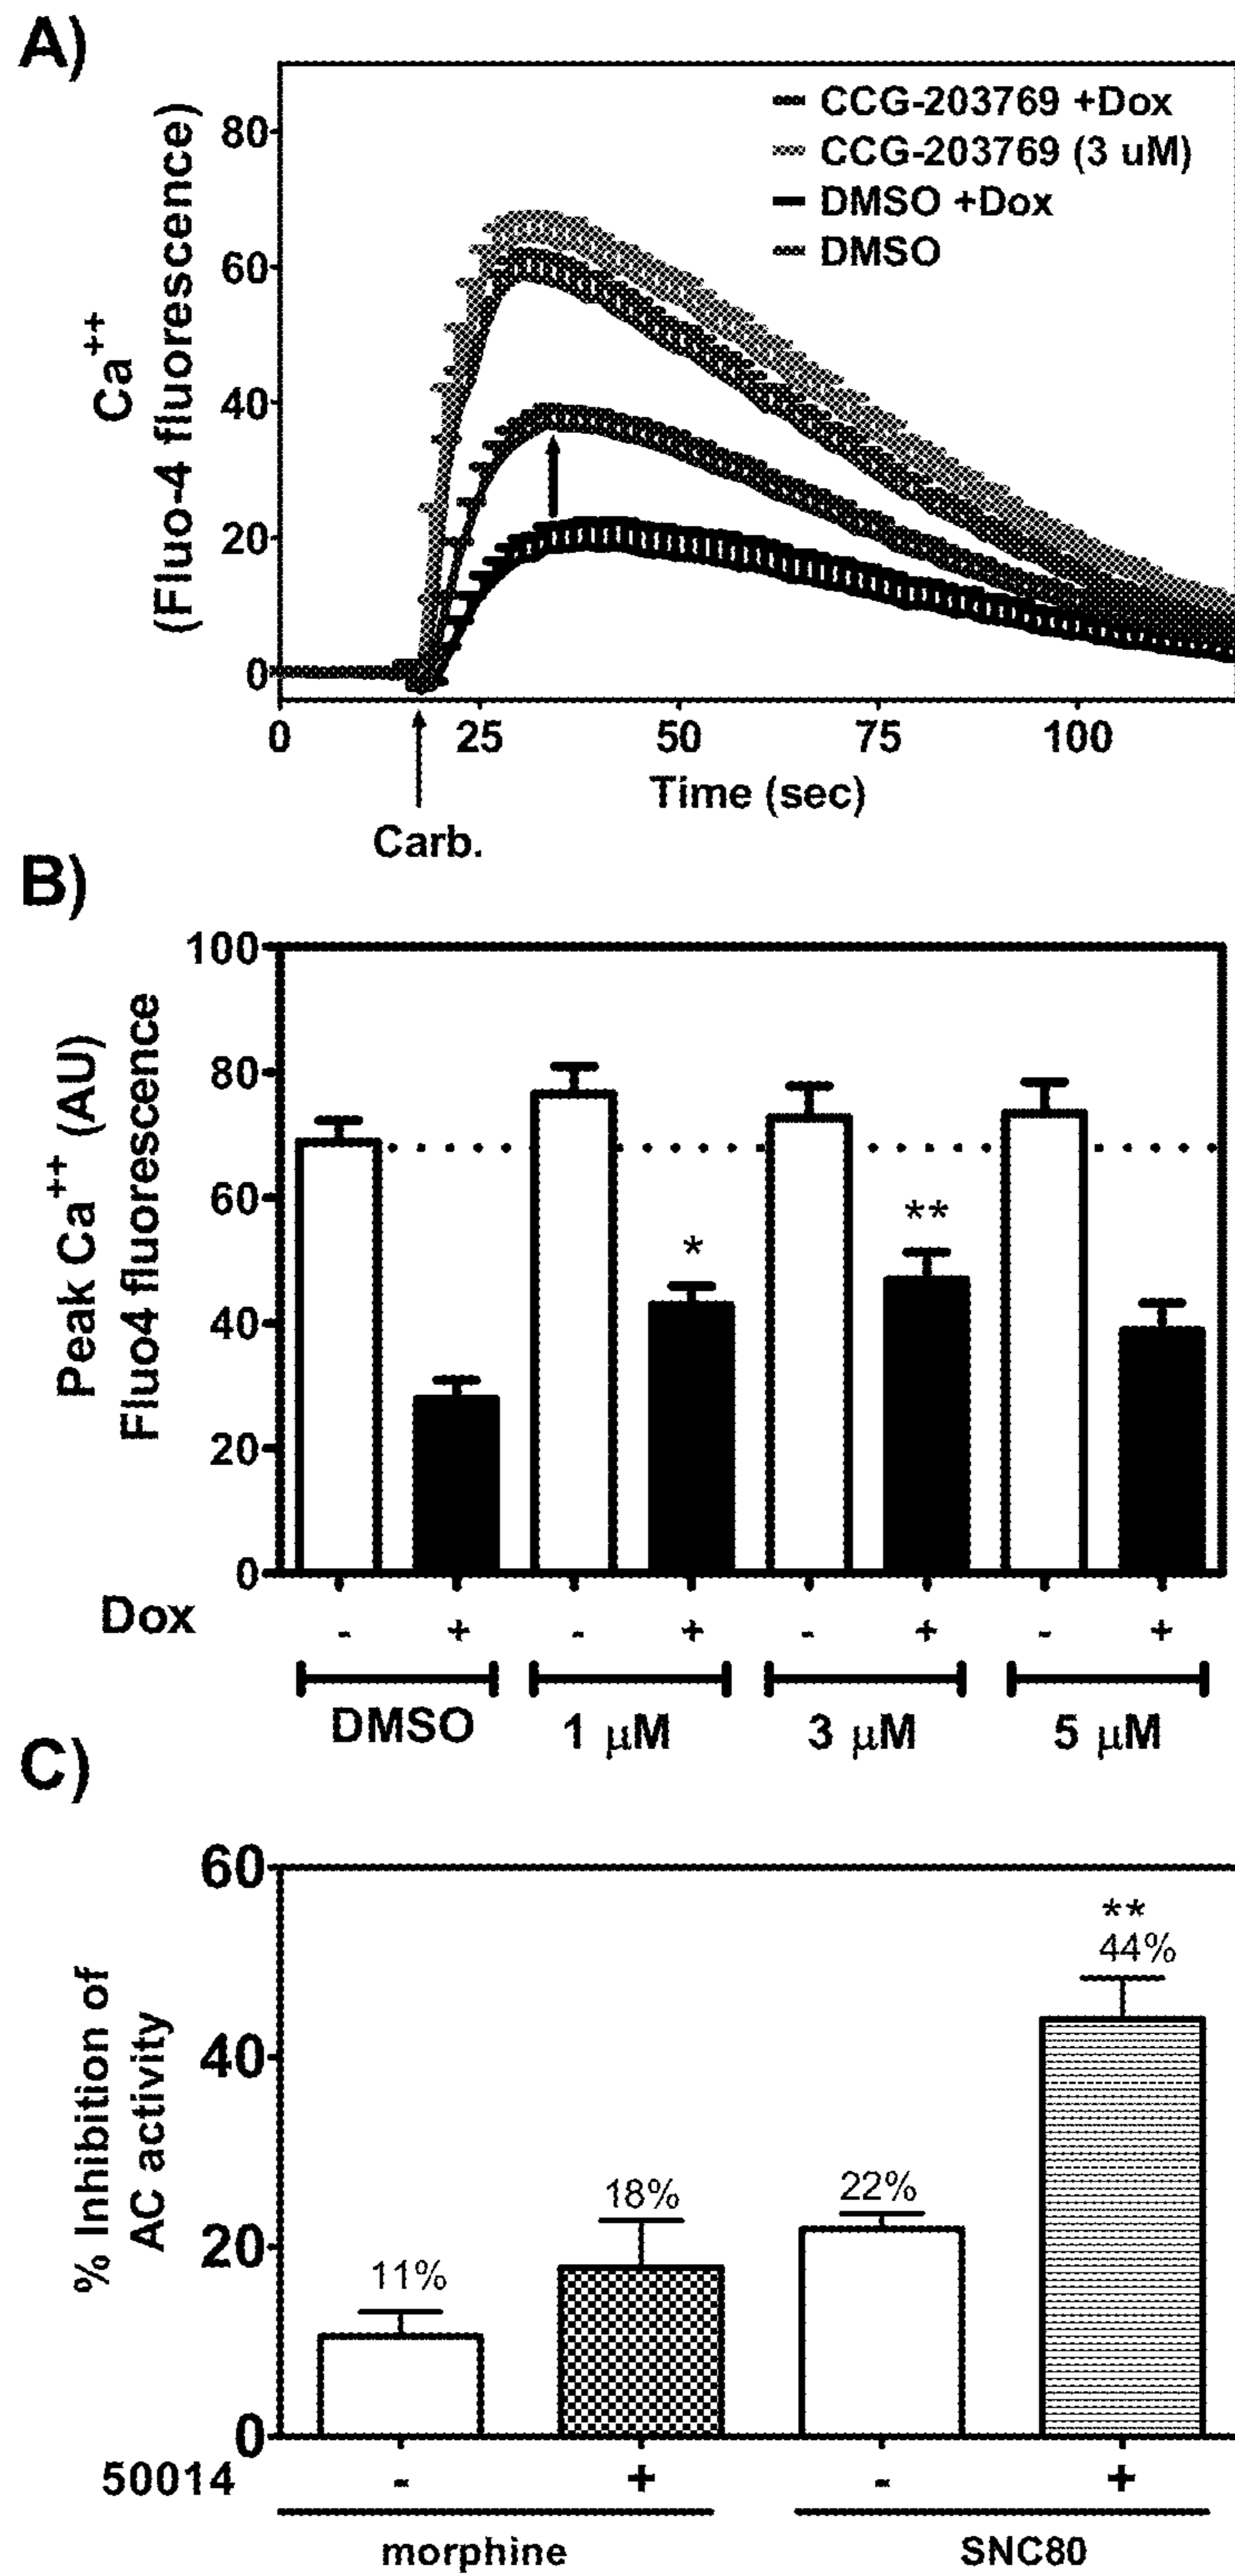 A)
CCG-203769 +Dox
CCG-203769 (3 uM)
DMSO +Dox
DMSO
Ca++
(Fluo-4 fluorescence)
80
60
40
20
0
0 25 50 75 100
Time (sec)
Carb.
B)
Peak Ca++ (AU)
Fluo4 fluorescence
100
80
60
40
20
0
*
**
Dox - + - + - + - +
DMSO 1 μM 3 μM 5 μM
C)
% Inhibition of
AC activity
60
40
20
0
11%
18%
22%
**
44%
50014 - + - +
morphine SNC80